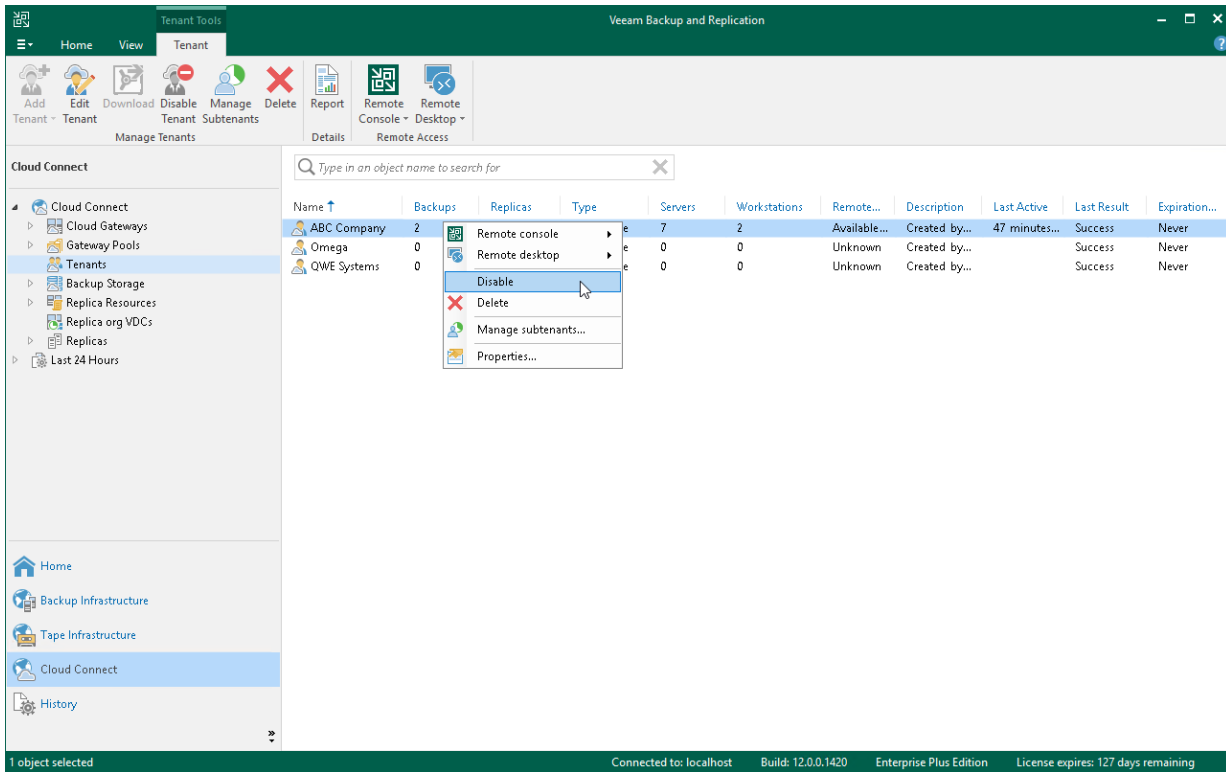 Tenant Tools
Veeam Backup and Replication
Home View Tenant
Add Tenant
Edit Tenant
Download
Disable Tenant
Manage Subtenants
Delete
Report
Remote Console
Remote Desktop
Manage Tenants
Details
Remote Access
Cloud Connect
Type in an object name to search for
Cloud Connect
Cloud Gateways
Gateway Pools
Tenants
Backup Storage
Replica Resources
Replica org VDCs
Replicas
Last 24 Hours
Name Backups Replicas Type Servers Workstations Remote... Description Last Active Last Result Expiration...
ABC Company 2 e 7 2 Available... Created by... 47 minutes... Success Never
Omega 0 e 0 0 Unknown Created by... Success Never
QWE Systems 0 e 0 0 Unknown Created by... Success Never
Remote console
Remote desktop
Disable
Delete
Manage subtenants...
Properties...
Home
Backup Infrastructure
Tape Infrastructure
Cloud Connect
History
1 object selected
Connected to: localhost
Build: 12.0.0.1420
Enterprise Plus Edition
License expires: 127 days remaining